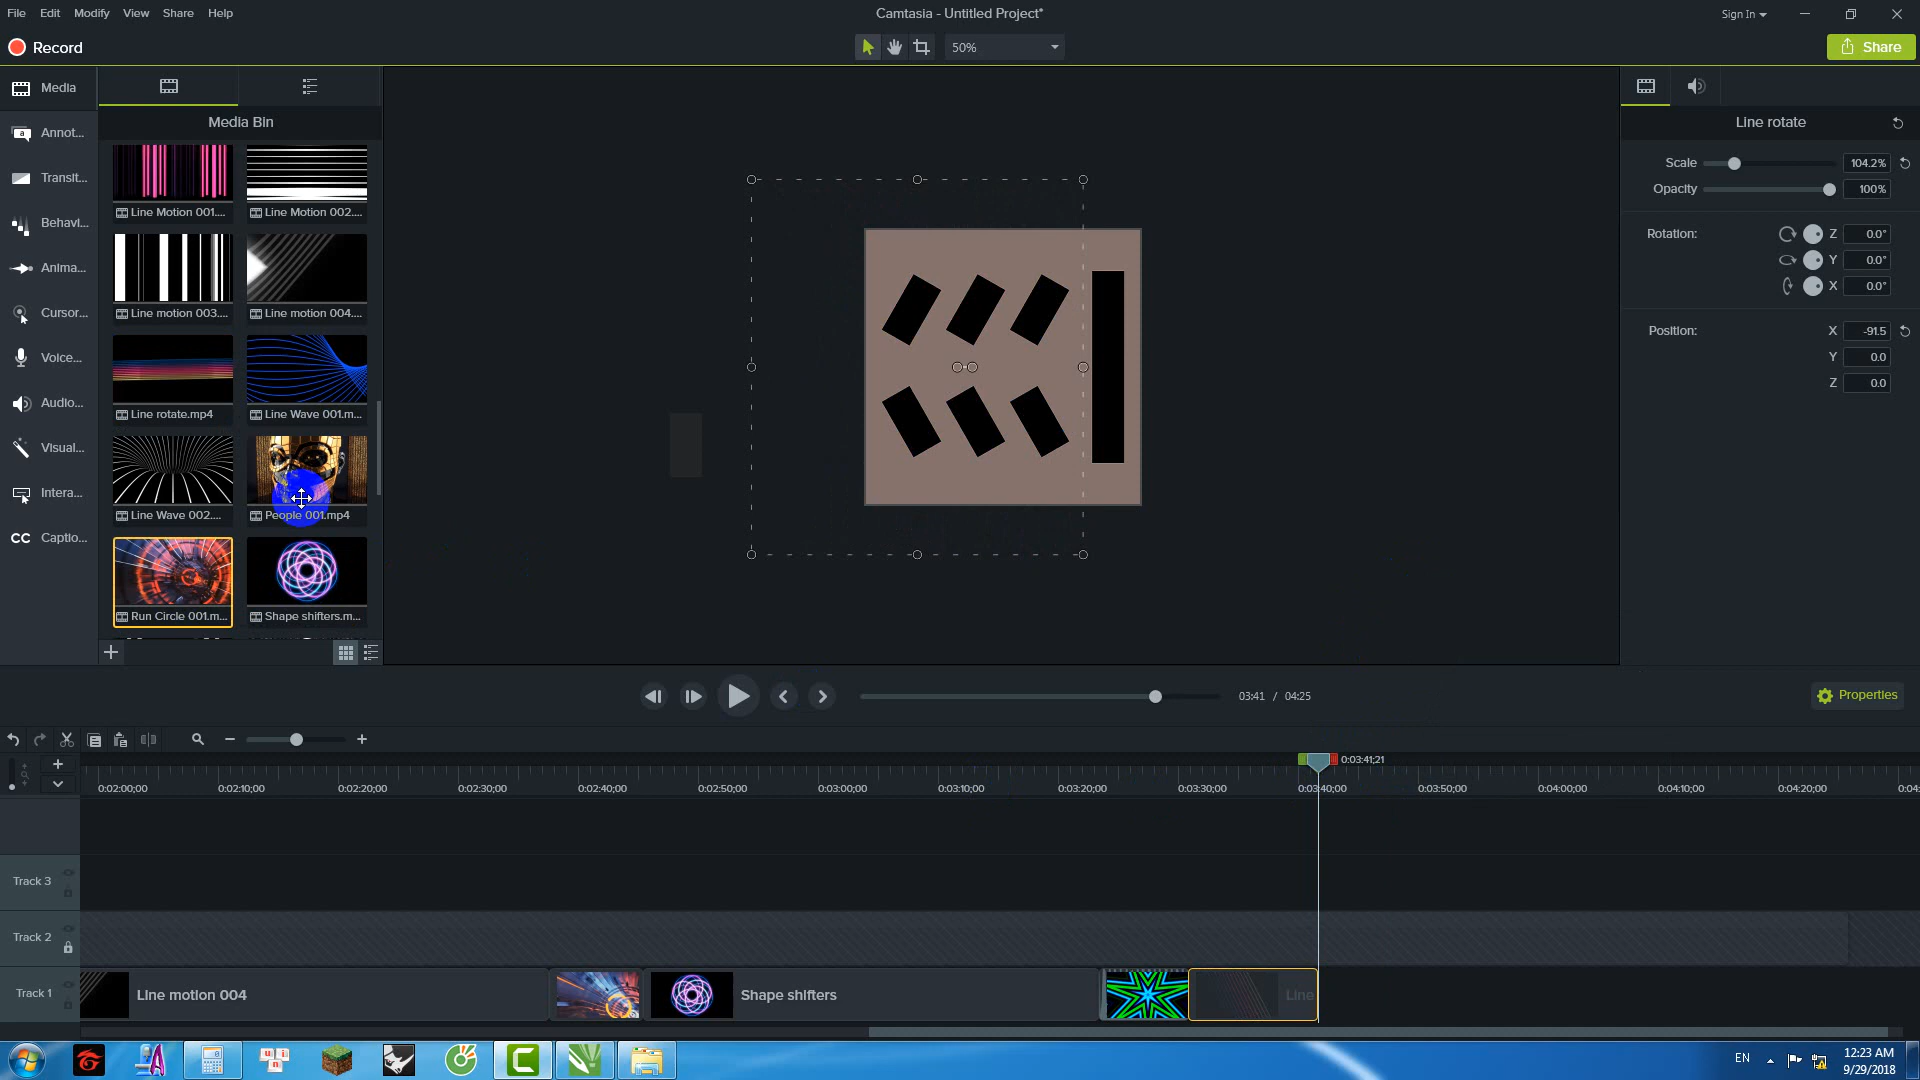 File Edit Modify View Share Help
Camtasia - Untitled Project*
Sign In
Record
50%
Share
Media
Annot...
Transit...
Behavi...
Anima...
Cursor...
Voice...
Audio...
Visual...
Intera...
CC Captio...
Media Bin
Line Motion 001.... Line Motion 002....
Line motion 003.... Line motion 004....
Line rotate.mp4 Line Wave 001.m...
Line Wave 002.... People 001.mp4
Run Circle 001.m... Shape shifters.m...
Line rotate
Scale 104.2%
Opacity 100%
Rotation: Z 0.0°
Y 0.0°
X 0.0°
Position: X -91.5
Y 0.0
Z 0.0
03:41 / 04:25
Properties
0:03:41;21
0:02:00;00 0:02:10;00 0:02:20;00 0:02:30;00 0:02:40;00 0:02:50;00 0:03:00;00 0:03:10;00 0:03:20;00 0:03:30;00 0:03:40;00 0:03:50;00 0:04:00;00 0:04:10;00 0:04:20;00 0:04:
Track 3
Track 2
Track 1
Line motion 004
Shape shifters
Line
EN
12:23 AM
9/29/2018